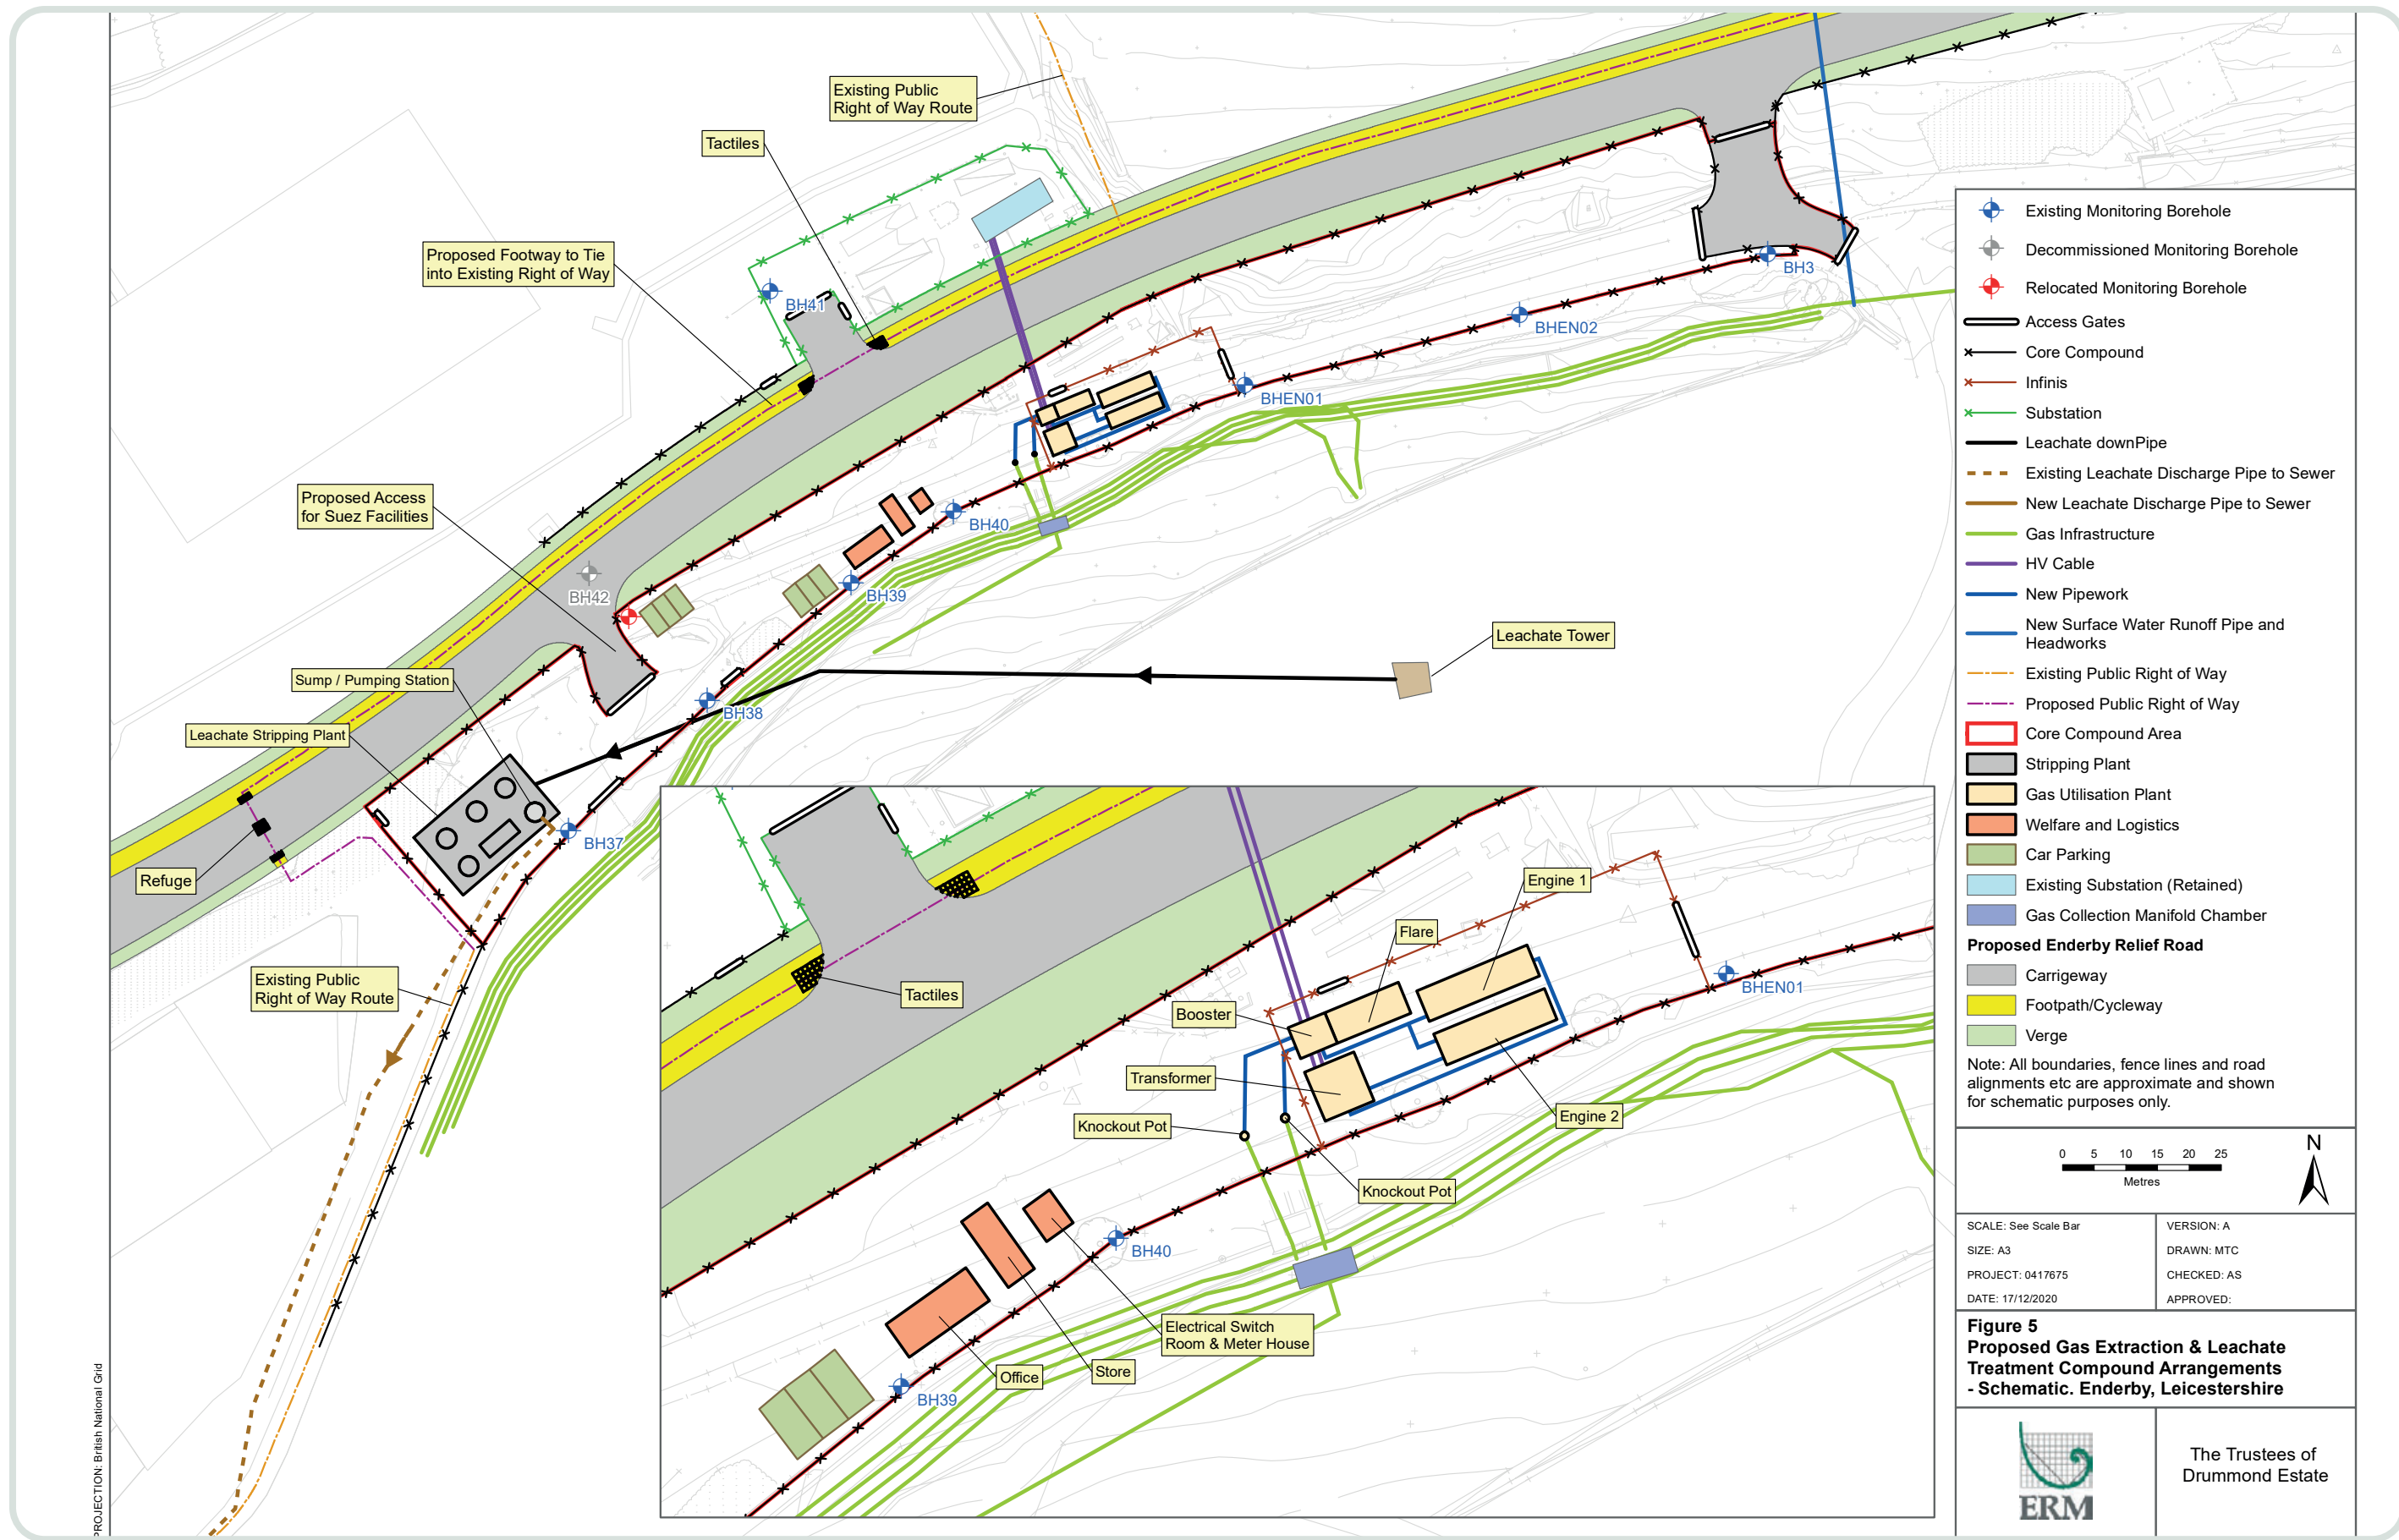 Existing Public
Right of Way Route
Tactiles
Proposed Footway to Tie
into Existing Right of Way
BH41
BH3
BHEN02
BHEN01
Proposed Access
for Suez Facilities
BH40
BH42
BH39
Leachate Tower
Sump / Pumping Station
BH38
Leachate Stripping Plant
BH37
Refuge
Existing Public
Right of Way Route
Engine 1
Flare
BHEN01
Tactiles
Booster
Transformer
Knockout Pot
Engine 2
Knockout Pot
BH40
Electrical Switch
Room & Meter House
Store
Office
BH39
Existing Monitoring Borehole
Decommissioned Monitoring Borehole
Relocated Monitoring Borehole
Access Gates
Core Compound
Infinis
Substation
Leachate downPipe
Existing Leachate Discharge Pipe to Sewer
New Leachate Discharge Pipe to Sewer
Gas Infrastructure
HV Cable
New Pipework
New Surface Water Runoff Pipe and
Headworks
Existing Public Right of Way
Proposed Public Right of Way
Core Compound Area
Stripping Plant
Gas Utilisation Plant
Welfare and Logistics
Car Parking
Existing Substation (Retained)
Gas Collection Manifold Chamber
Proposed Enderby Relief Road
Carrigeway
Footpath/Cycleway
Verge
Note: All boundaries, fence lines and road
alignments etc are approximate and shown
for schematic purposes only.
0 5 10 15 20 25
Metres
N
SCALE: See Scale Bar
VERSION: A
SIZE: A3
DRAWN: MTC
PROJECT: 0417675
CHECKED: AS
DATE: 17/12/2020
APPROVED:
Figure 5
Proposed Gas Extraction & Leachate
Treatment Compound Arrangements
- Schematic. Enderby, Leicestershire
ERM
The Trustees of
Drummond Estate
PROJECTION: British National Grid